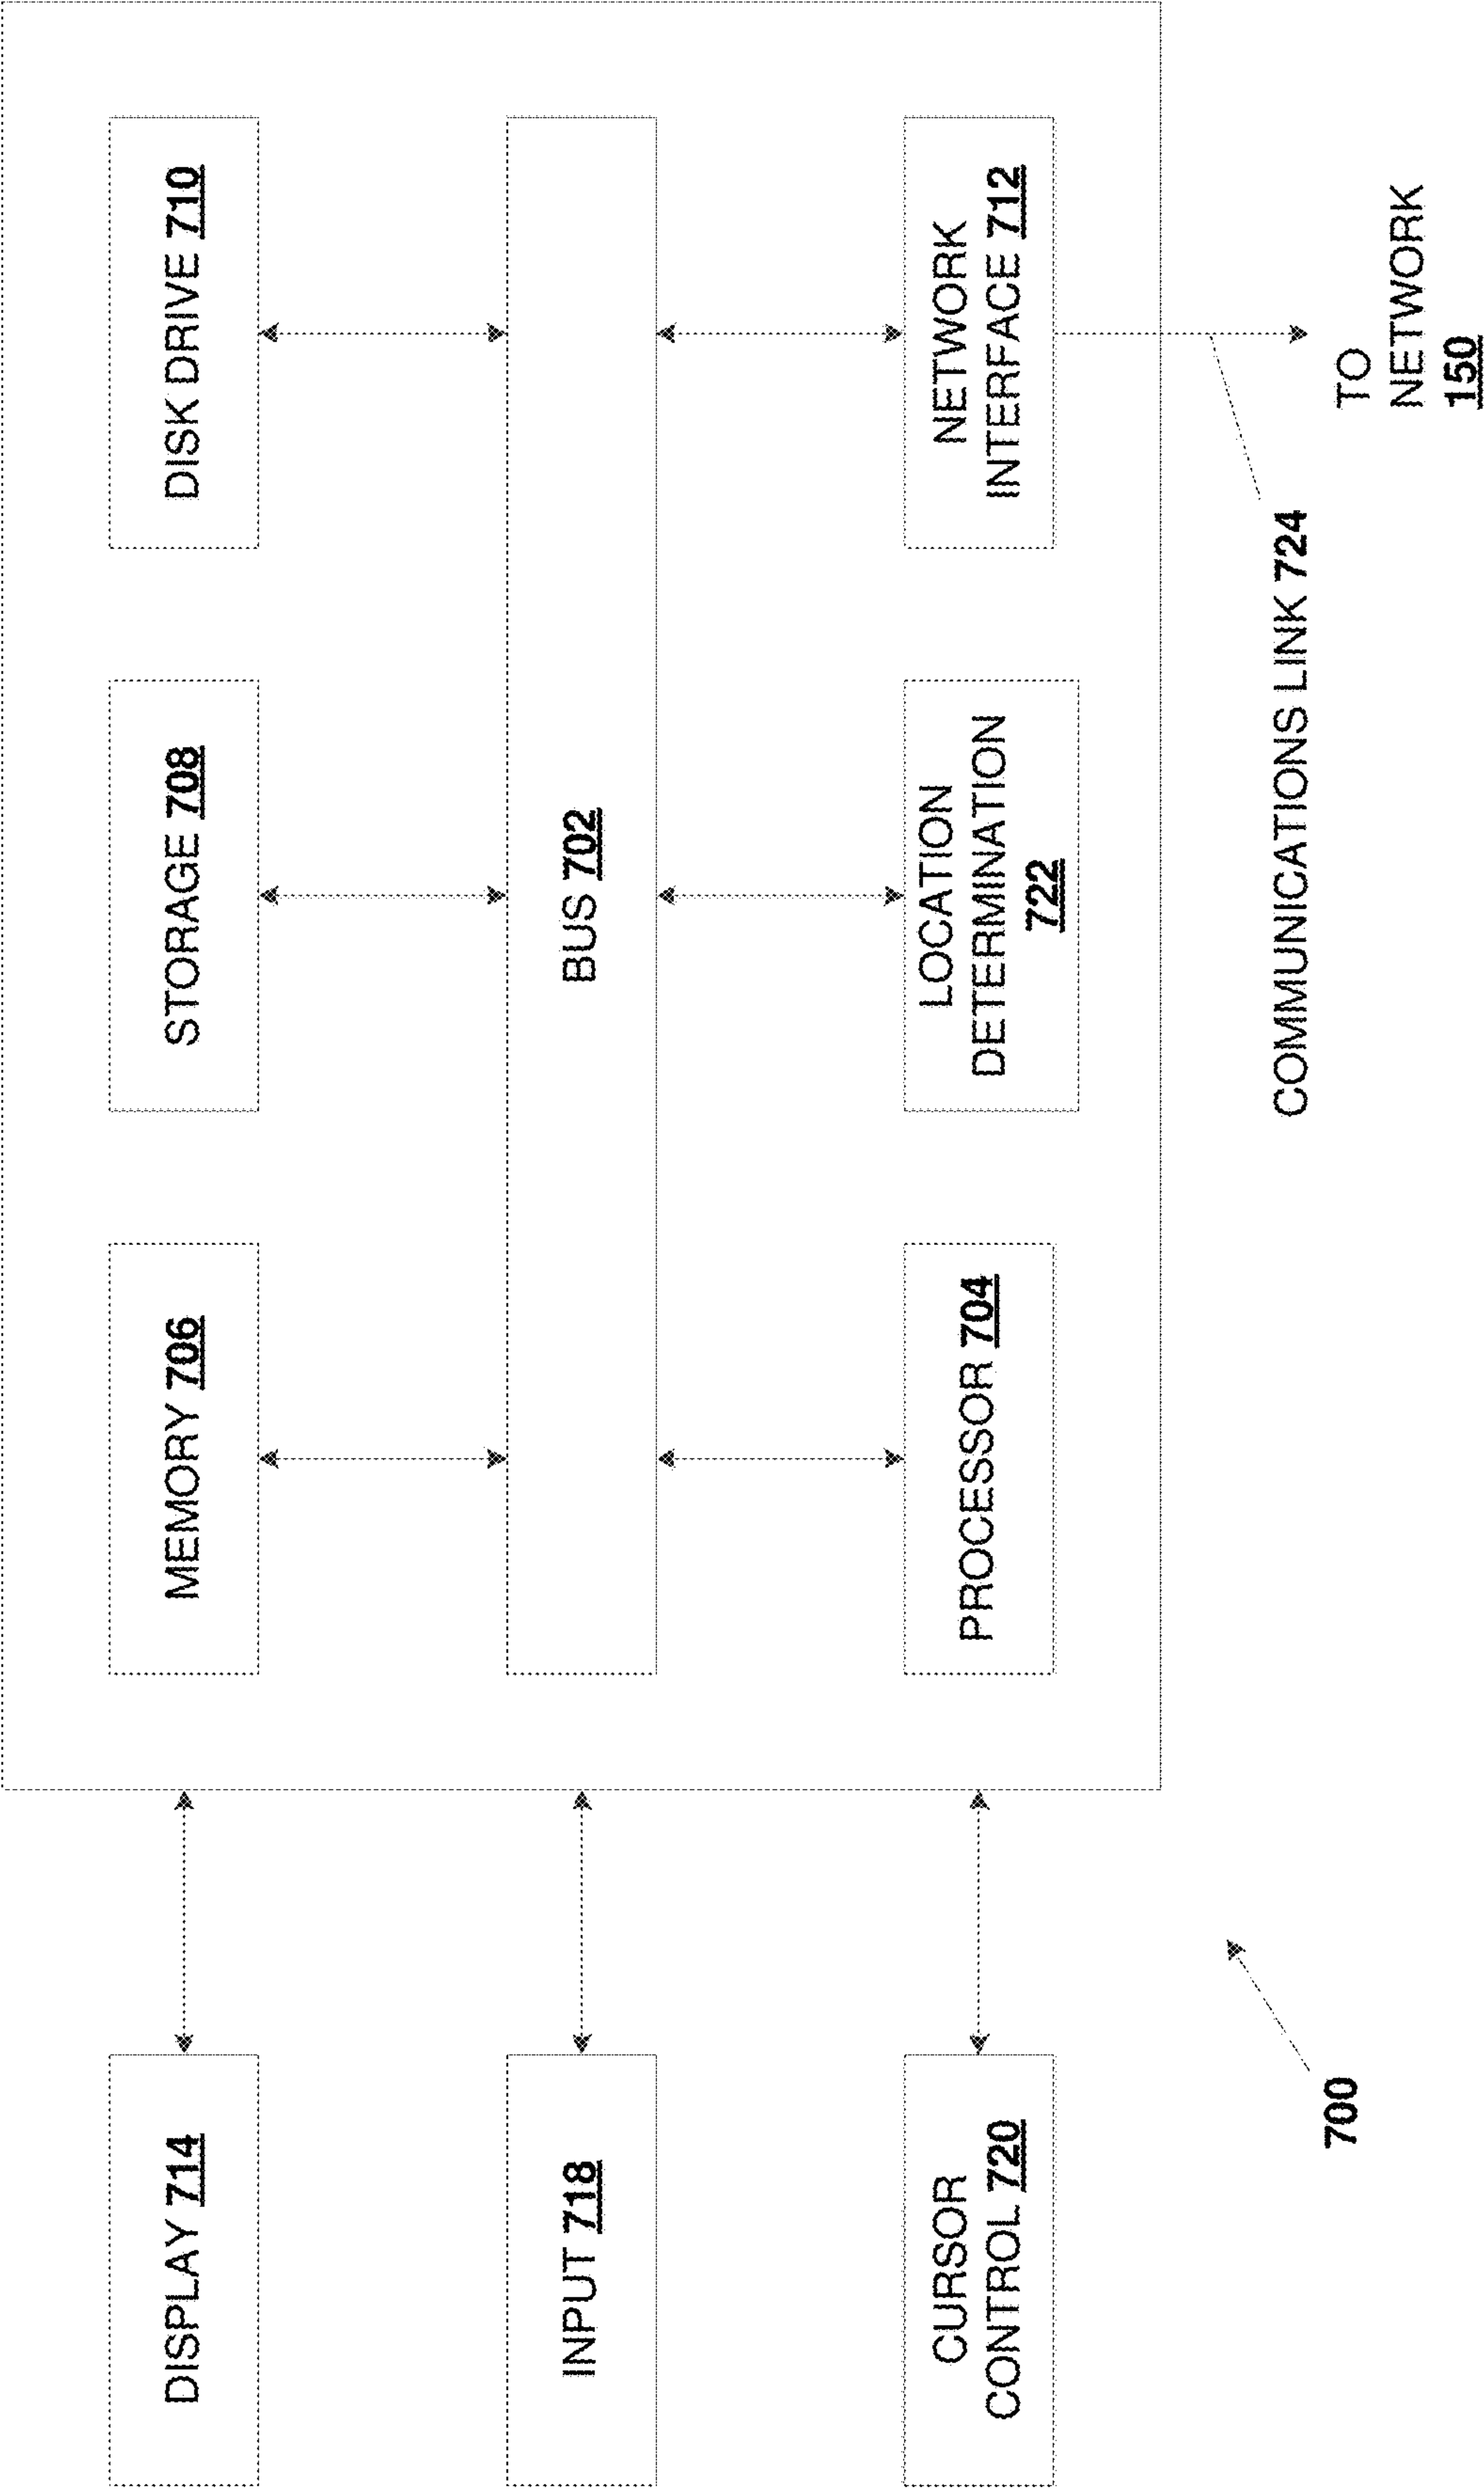 DISPLAY 714
MEMORY 706
STORAGE 708
DISK DRIVE 710
INPUT 718
BUS 702
CURSOR
CONTROL 720
PROCESSOR 704
LOCATION
DETERMINATION
722
NETWORK
INTERFACE 712
700
COMMUNICATIONS LINK 724
TO
NETWORK
150